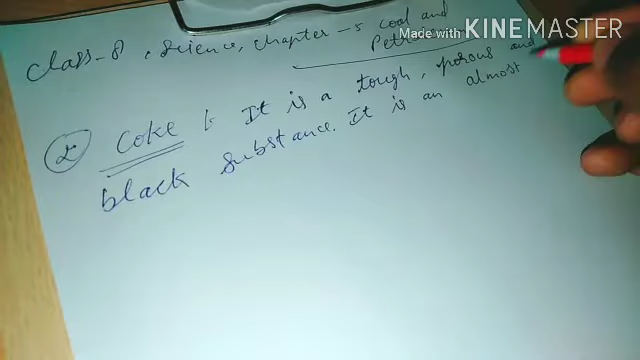 Made with KINEMASTER
Class-8, Science, Chapter-5 Coal and
② Coke :- It is a tough, porous and
black substance. It is an almost